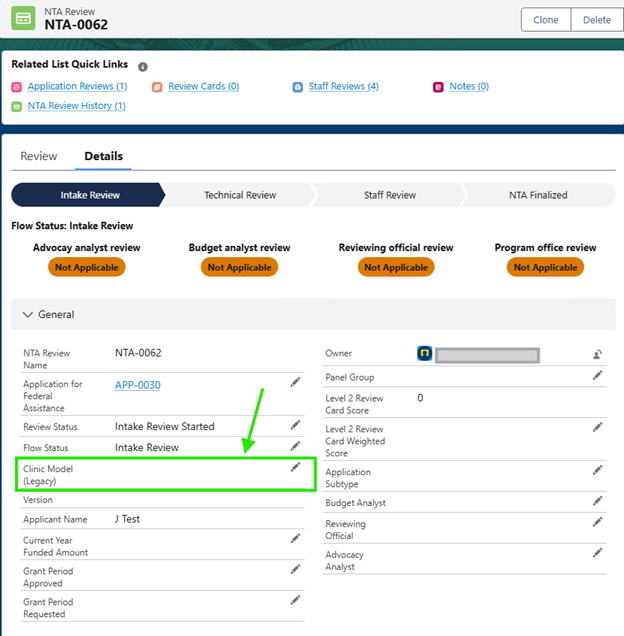 NTA Review
NTA-0062
Clone
Delete
Related List Quick Links
Application Reviews (1)
Review Cards (0)
Staff Reviews (4)
Notes (0)
NTA Review History (1)
Review
Details
Intake Review
Technical Review
Staff Review
NTA Finalized
Flow Status: Intake Review
Advocay analyst review
Budget analyst review
Reviewing official review
Program office review
Not Applicable
Not Applicable
Not Applicable
Not Applicable
General
NTA Review
Name
NTA-0062
Application for
Federal
Assistance
APP-0030
Review Status
Intake Review Started
Flow Status
Intake Review
Clinic Model
(Legacy)
Version
Applicant Name
J Test
Current Year
Funded Amount
Grant Period
Approved
Grant Period
Requested
Owner
Panel Group
Level 2 Review
Card Score
0
Level 2 Review
Card Weighted
Score
Application
Subtype
Budget Analyst
Reviewing
Official
Advocacy
Analyst